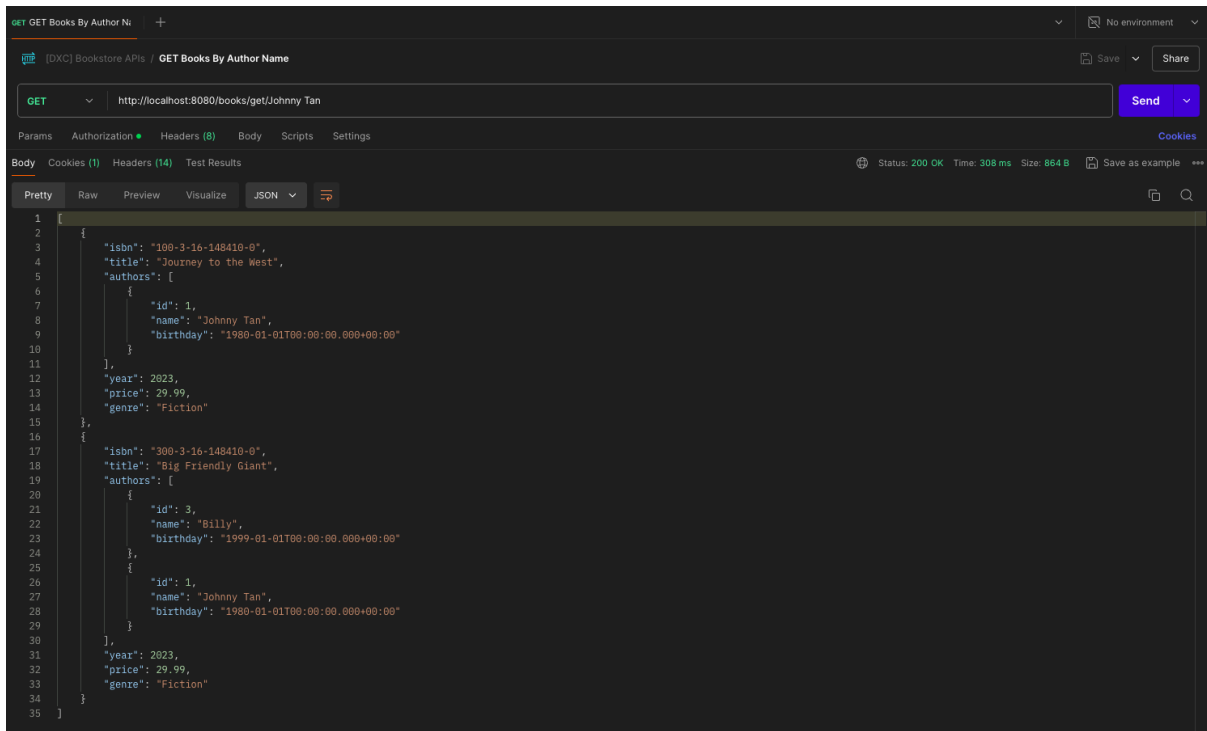 GET GET Books By Author Na
No environment
HTTP [DXC] Bookstore APIs / GET Books By Author Name Save Share
GET http://localhost:8080/books/get/Johnny Tan Send
Params Authorization Headers (8) Body Scripts Settings Cookies
Body Cookies (1) Headers (14) Test Results Status: 200 OK Time: 308 ms Size: 864 B Save as example
Pretty Raw Preview Visualize JSON
1 [
2 {
3 "isbn": "100-3-16-148410-0",
4 "title": "Journey to the West",
5 "authors": [
6 {
7 "id": 1,
8 "name": "Johnny Tan",
9 "birthday": "1980-01-01T00:00:00.000+00:00"
10 }
11 ],
12 "year": 2023,
13 "price": 29.99,
14 "genre": "Fiction"
15 },
16 {
17 "isbn": "300-3-16-148410-0",
18 "title": "Big Friendly Giant",
19 "authors": [
20 {
21 "id": 3,
22 "name": "Billy",
23 "birthday": "1999-01-01T00:00:00.000+00:00"
24 },
25 {
26 "id": 1,
27 "name": "Johnny Tan",
28 "birthday": "1980-01-01T00:00:00.000+00:00"
29 }
30 ],
31 "year": 2023,
32 "price": 29.99,
33 "genre": "Fiction"
34 }
35 ]